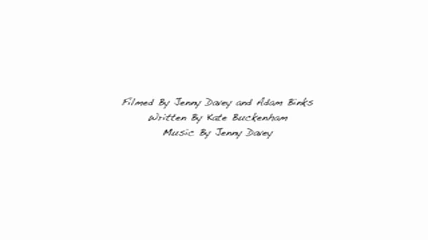 Filmed By Jenny Davey and Adam Binks
Written By Kate Buckenham
Music By Jenny Davey